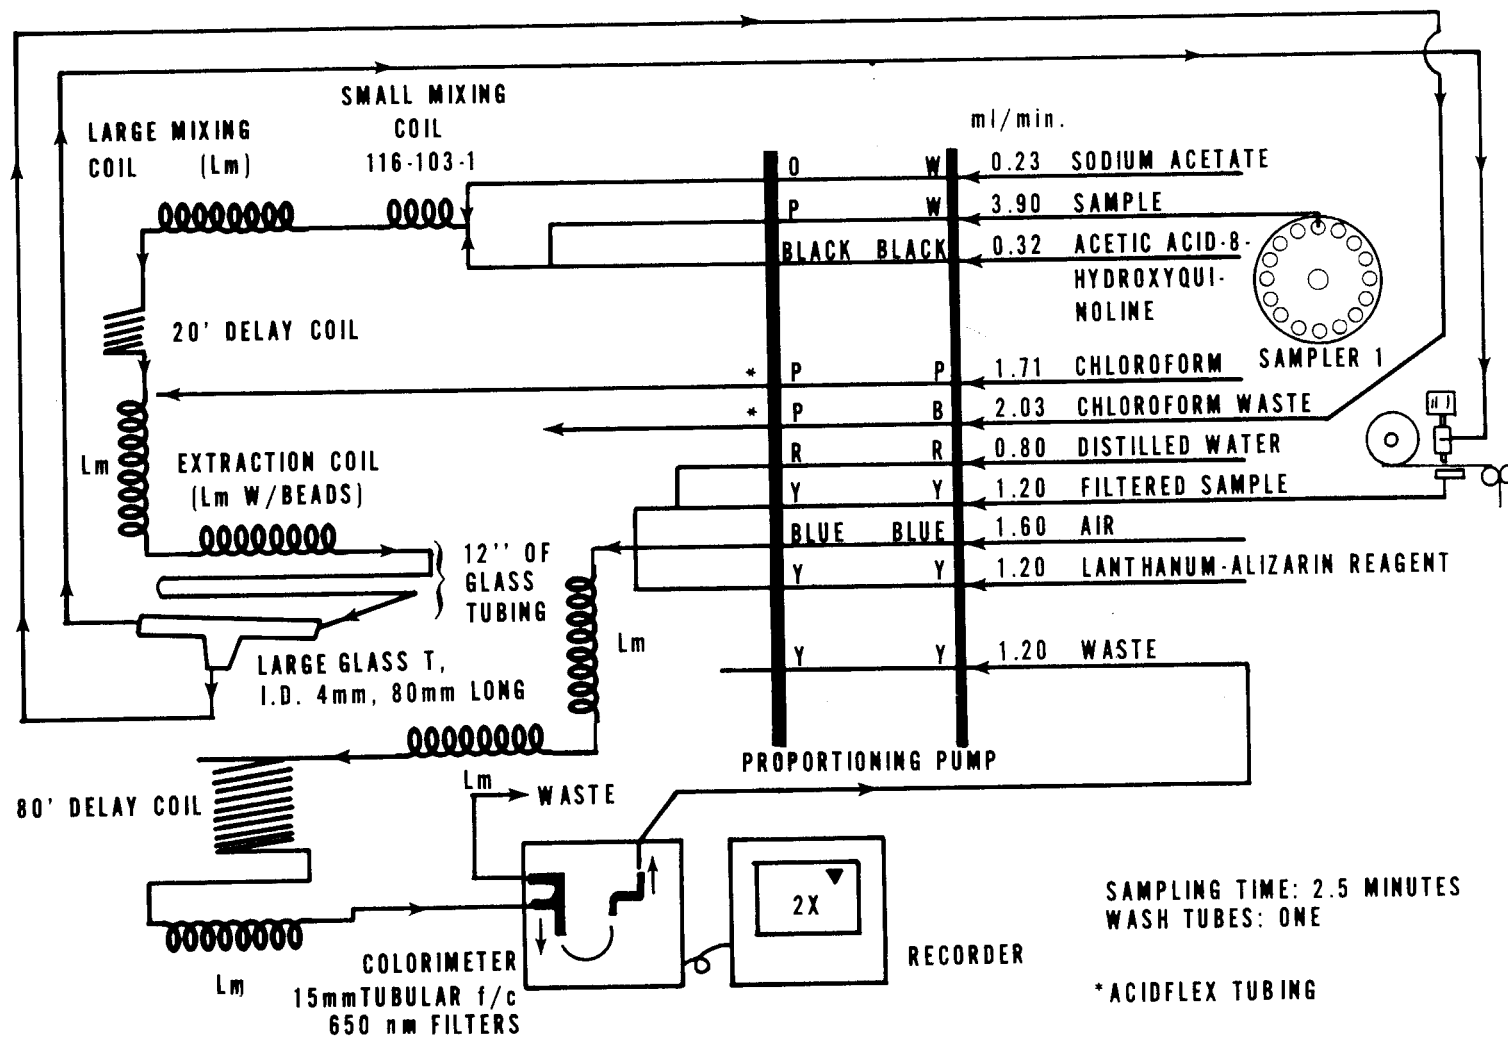 SMALL MIXING
COIL
116-103-1
LARGE MIXING
COIL (Lm)
ml/min.
O W 0.23 SODIUM ACETATE
P W 3.90 SAMPLE
BLACK BLACK 0.32 ACETIC ACID-8-
HYDROXYQUI-
NOLINE
SAMPLER 1
20' DELAY COIL
* P P 1.71 CHLOROFORM
* P B 2.03 CHLOROFORM WASTE
R R 0.80 DISTILLED WATER
Y Y 1.20 FILTERED SAMPLE
BLUE BLUE 1.60 AIR
Y Y 1.20 LANTHANUM-ALIZARIN REAGENT
Y Y 1.20 WASTE
PROPORTIONING PUMP
Lm
EXTRACTION COIL
(Lm W/BEADS)
12'' OF
GLASS
TUBING
Lm
LARGE GLASS T,
I.D. 4mm, 80mm LONG
Lm
80' DELAY COIL
WASTE
Lm
COLORIMETER
15mm TUBULAR f/c
650 nm FILTERS
2X
RECORDER
SAMPLING TIME: 2.5 MINUTES
WASH TUBES: ONE
*ACIDFLEX TUBING